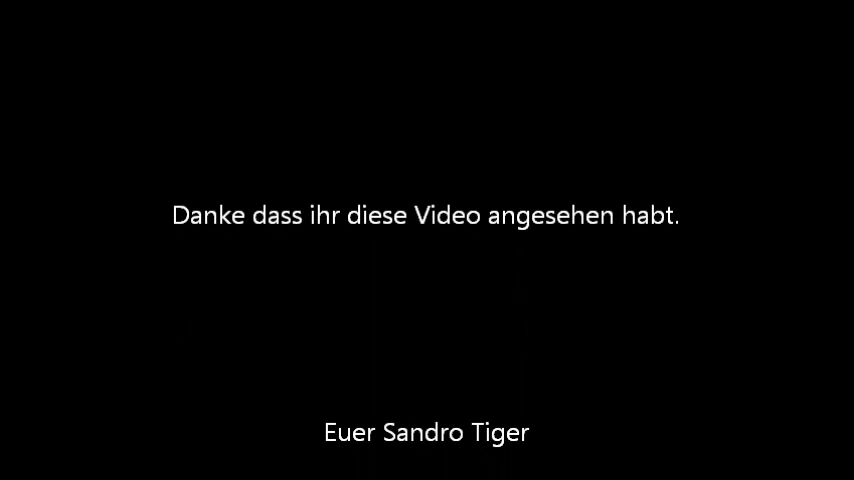 Danke dass ihr diese Video angesehen habt.
Euer Sandro Tiger